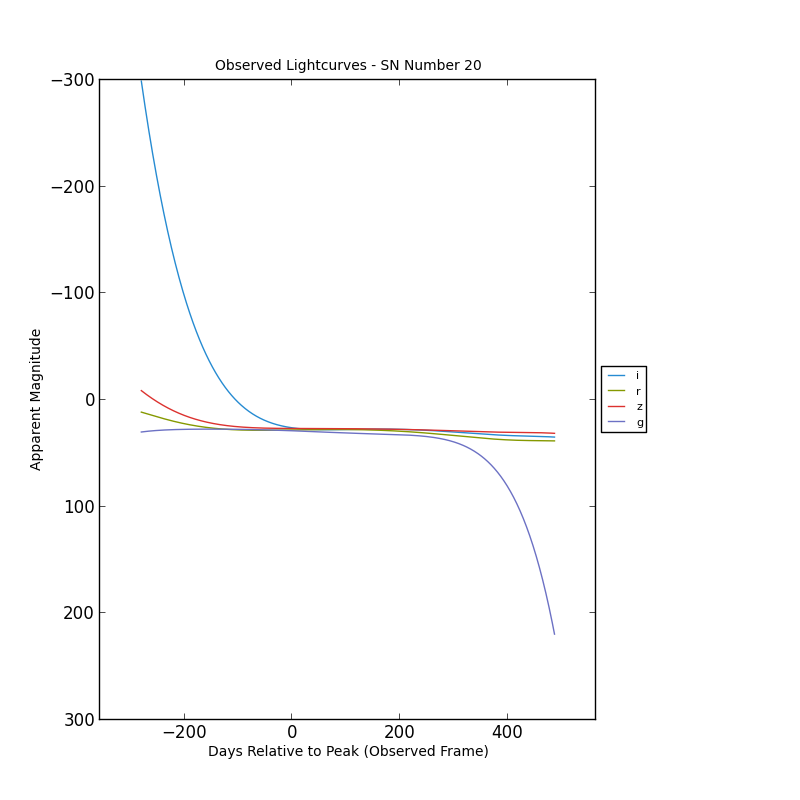 Observed Lightcurves - SN Number 20
−300
−200
−100
0
100
200
300
Apparent Magnitude
−200
0
200
400
Days Relative to Peak (Observed Frame)
i
r
z
g